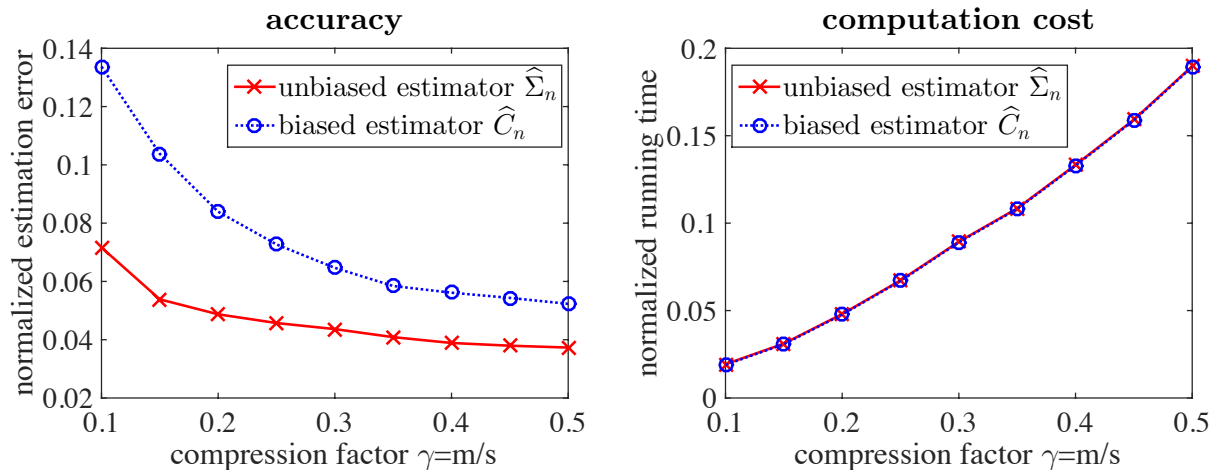 accuracy
normalized estimation error
0.14
0.12
0.1
0.08
0.06
0.04
0.02
unbiased estimator Σ̂ₙ
biased estimator Ĉₙ
0.1 0.2 0.3 0.4 0.5
compression factor γ=m/s
computation cost
normalized running time
0.2
0.15
0.1
0.05
0
unbiased estimator Σ̂ₙ
biased estimator Ĉₙ
0.1 0.2 0.3 0.4 0.5
compression factor γ=m/s